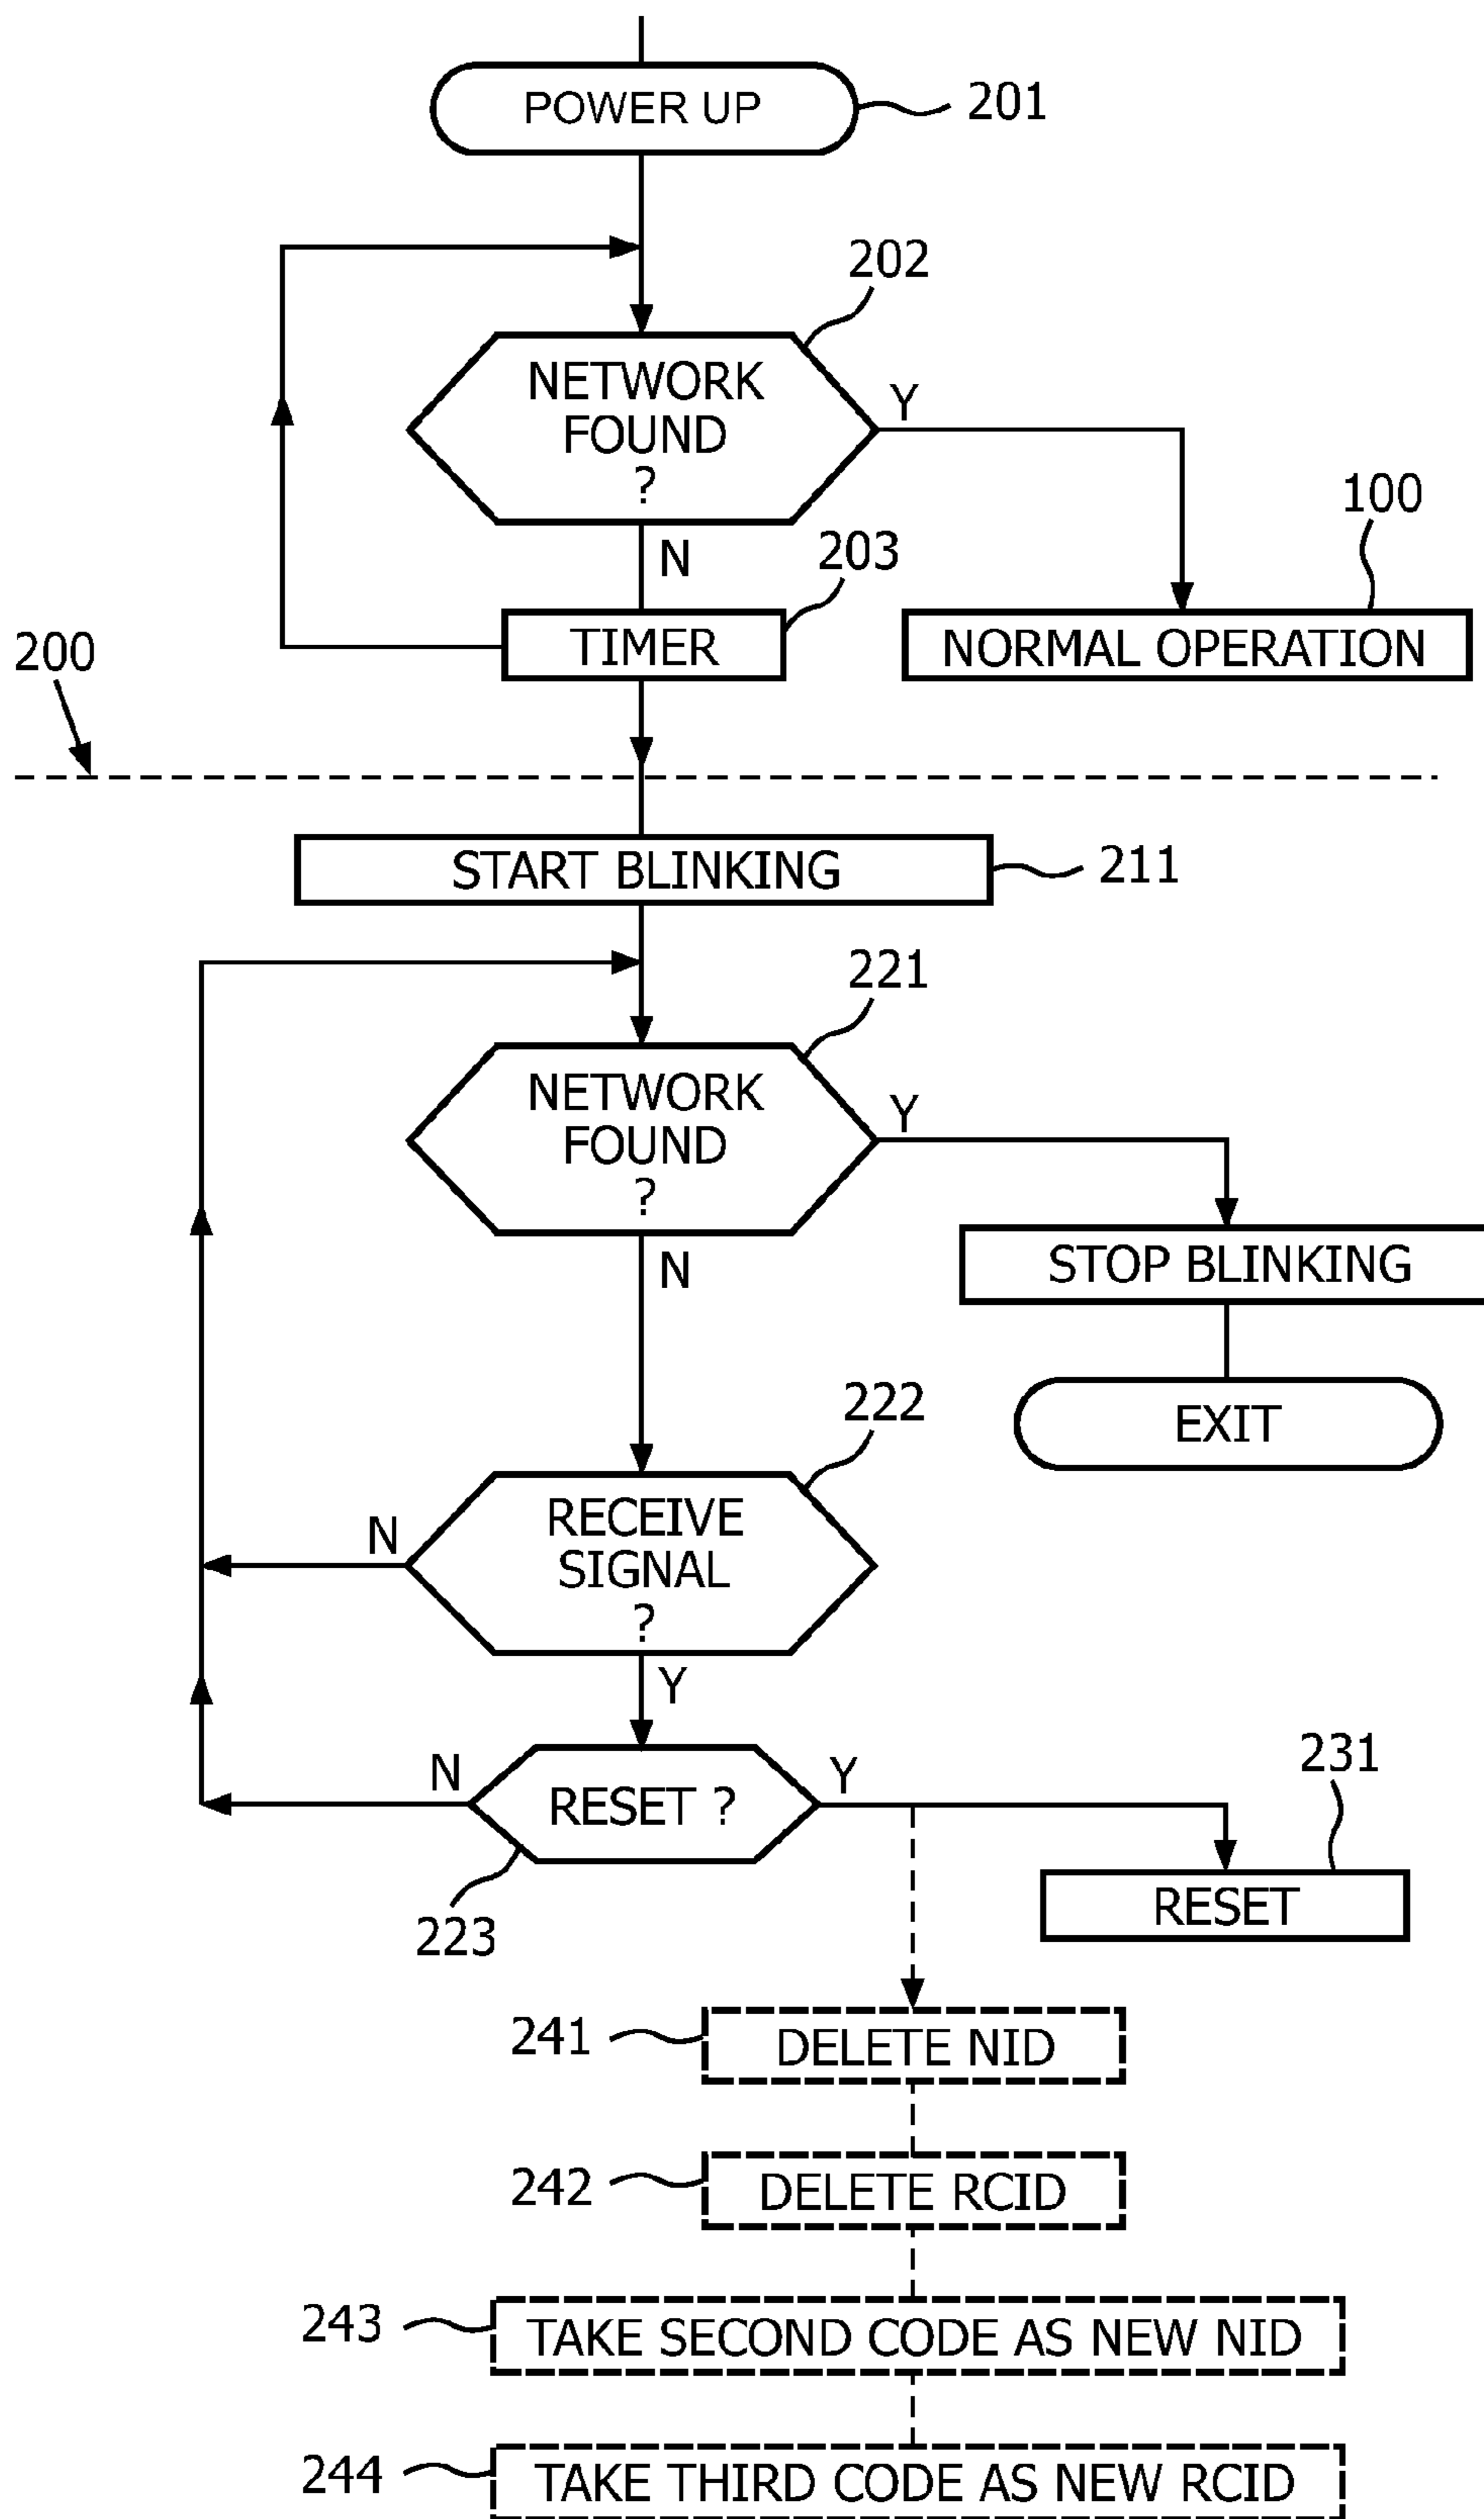 POWER UP
201
202
NETWORK
FOUND
?
Y
100
N
203
TIMER
NORMAL OPERATION
200
START BLINKING
211
221
NETWORK
FOUND
?
Y
N
STOP BLINKING
222
EXIT
RECEIVE
SIGNAL
?
N
Y
231
N
RESET ?
Y
223
RESET
241
DELETE NID
242
DELETE RCID
243
TAKE SECOND CODE AS NEW NID
244
TAKE THIRD CODE AS NEW RCID